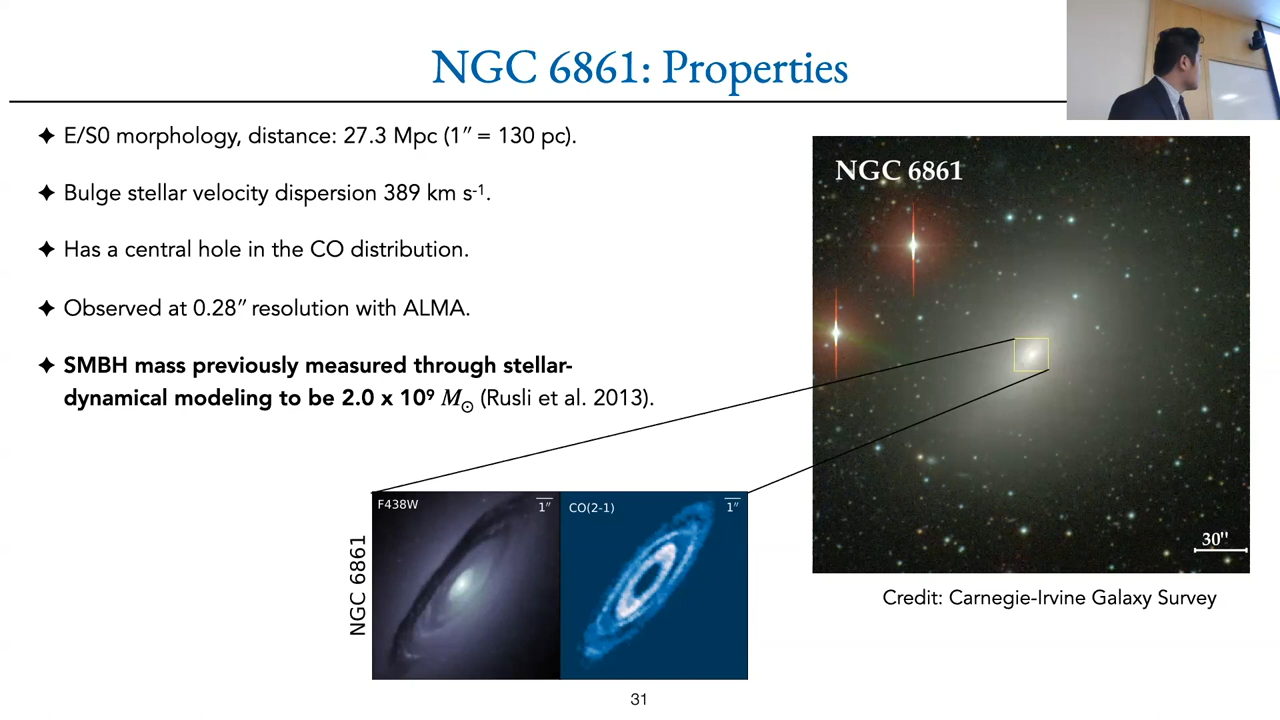 NGC 6861: Properties
✦ E/S0 morphology, distance: 27.3 Mpc (1″ = 130 pc).
✦ Bulge stellar velocity dispersion 389 km s⁻¹.
✦ Has a central hole in the CO distribution.
✦ Observed at 0.28″ resolution with ALMA.
✦ SMBH mass previously measured through stellar-
dynamical modeling to be 2.0 x 10⁹ M☉ (Rusli et al. 2013).
NGC 6861
30"
Credit: Carnegie-Irvine Galaxy Survey
NGC 6861
F438W
1″
CO(2-1)
1″
31